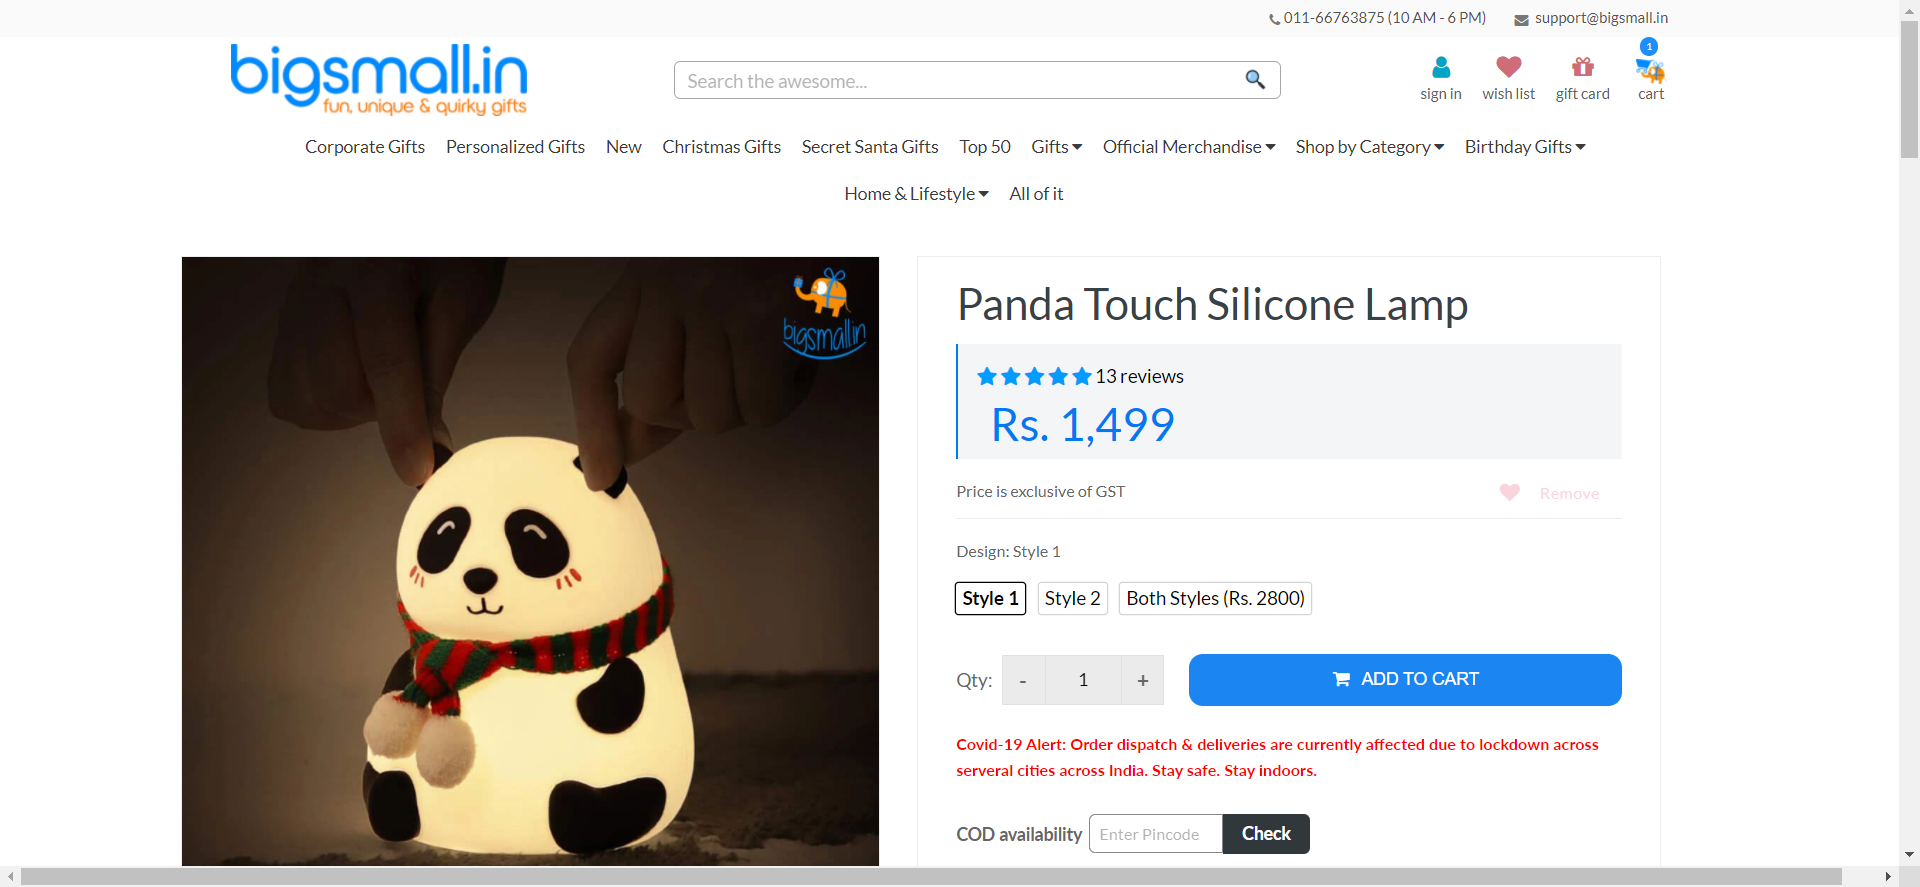 011-66763875 (10 AM - 6 PM) support@bigsmall.in
bigsmall.in
fun, unique & quirky gifts
Search the awesome...
1
sign in wish list gift card cart
Corporate Gifts Personalized Gifts New Christmas Gifts Secret Santa Gifts Top 50 Gifts Official Merchandise Shop by Category Birthday Gifts
Home & Lifestyle All of it
bigsmall.in
Panda Touch Silicone Lamp
13 reviews
Rs. 1,499
Price is exclusive of GST
Remove
Design: Style 1
Style 1 Style 2 Both Styles (Rs. 2800)
Qty: - 1 + ADD TO CART
Covid-19 Alert: Order dispatch & deliveries are currently affected due to lockdown across
serveral cities across India. Stay safe. Stay indoors.
COD availability Enter Pincode Check